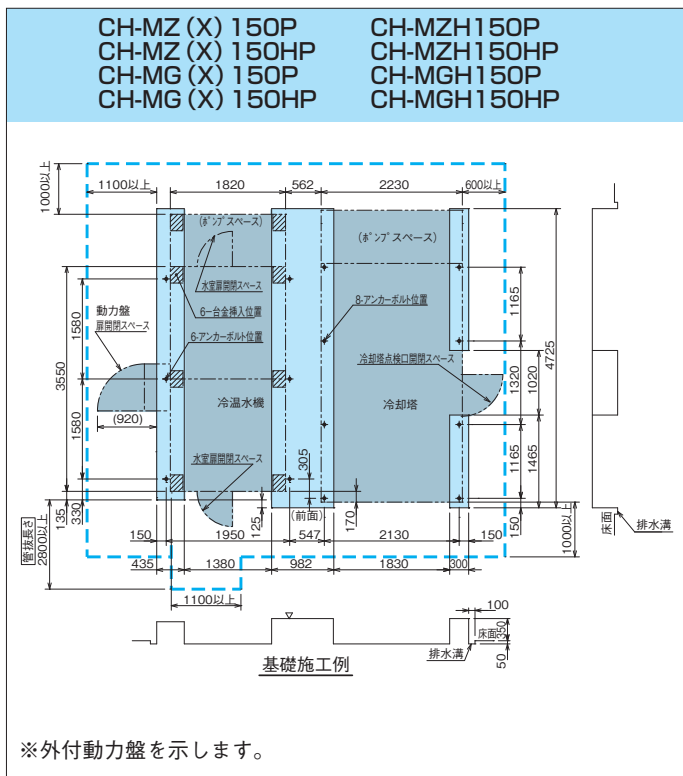 CH-MZ(X)150P CH-MZH150P
CH-MZ(X)150HP CH-MZH150HP
CH-MG(X)150P CH-MGH150P
CH-MG(X)150HP CH-MGH150HP
1000以上
1100以上
1820
562
2230
600以上
(ポンプスペース)
(ポンプスペース)
水室扉開閉スペース
6-台金挿入位置
8-アンカーボルト位置
動力盤
扉開閉スペース
6-アンカーボルト位置
冷却塔点検口開閉スペース
1580
3550
1580
1165
4725
1320
1020
1165
1465
(920)
冷温水機
冷却塔
水室扉開閉スペース
305
135
330
125
(前面)
170
150
1000以上
床面
排水溝
管抜長さ
2800以上
150
1950
547
2130
150
435
1380
982
1830
300
1100以上
100
床面
350
50
排水溝
基礎施工例
※外付動力盤を示します。